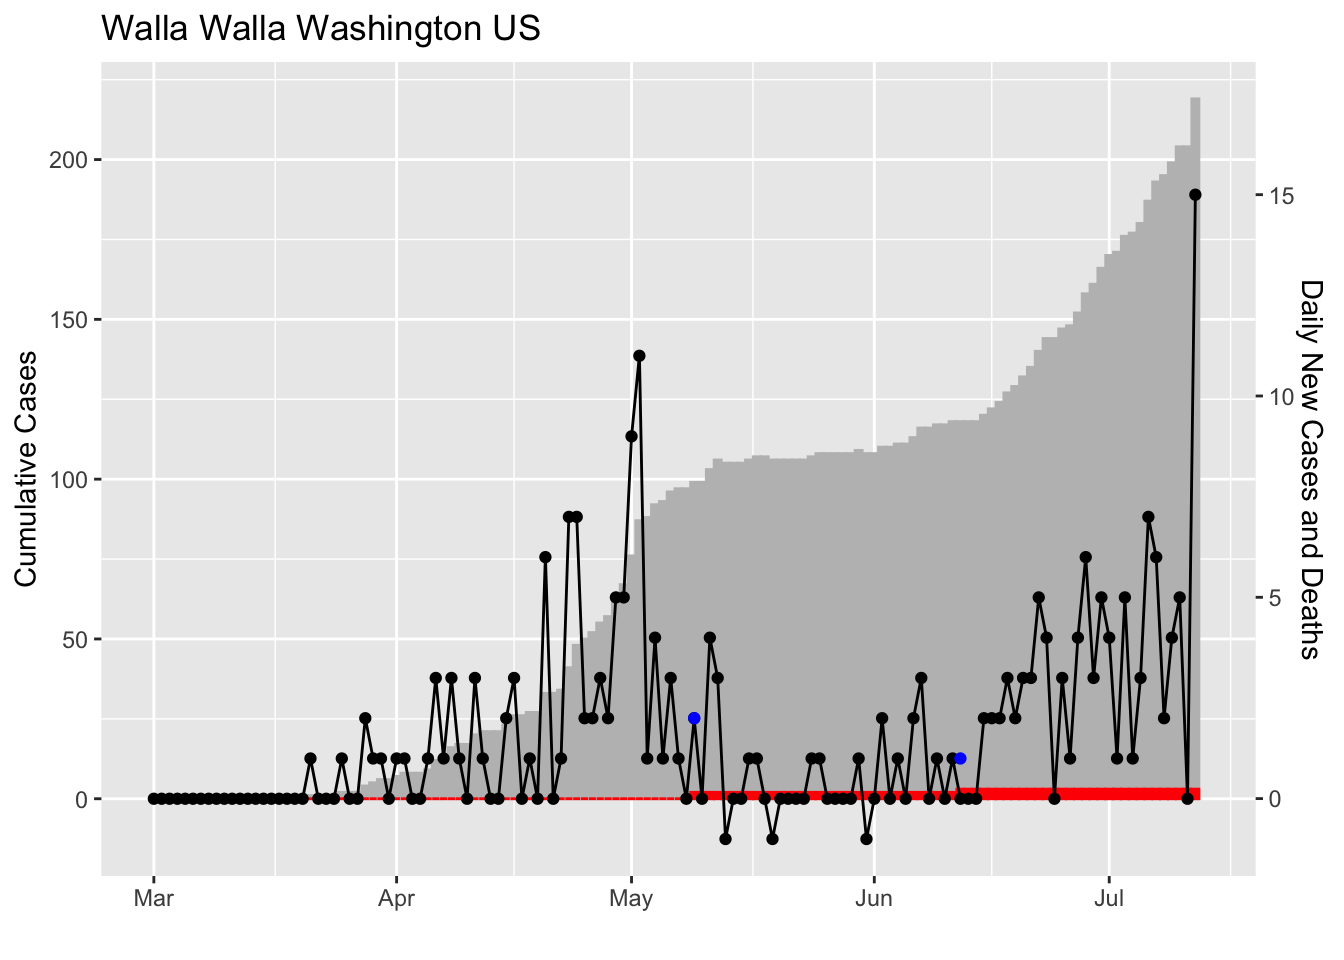 Walla Walla Washington US
Cumulative Cases
200
150
100
50
0
15
10
5
0
Daily New Cases and Deaths
Mar
Apr
May
Jun
Jul